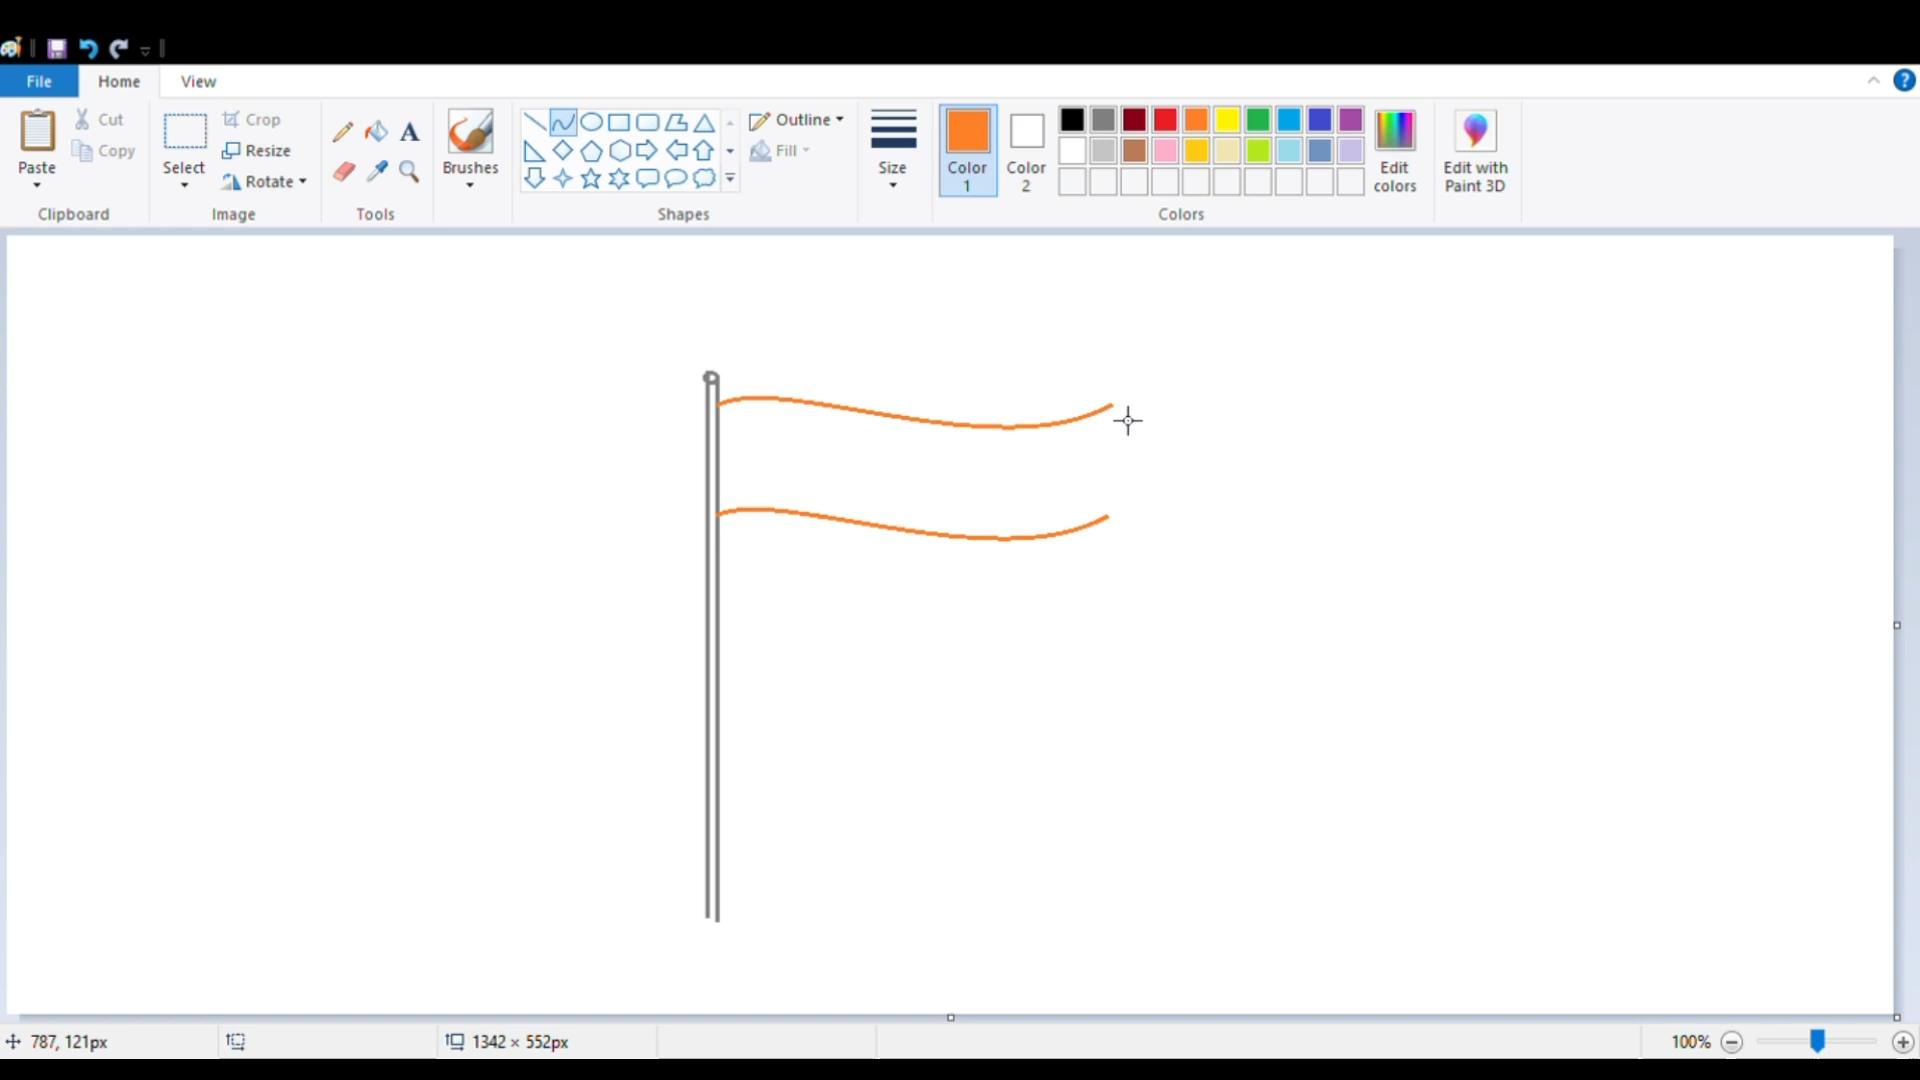 File Home View
Paste Cut Copy
Clipboard
Select Crop Resize Rotate
Image
A
Tools
Brushes
Shapes
Outline
Fill
Size
Color 1
Color 2
Colors
Edit colors
Edit with Paint 3D
?
787, 121px
1342 × 552px
100%